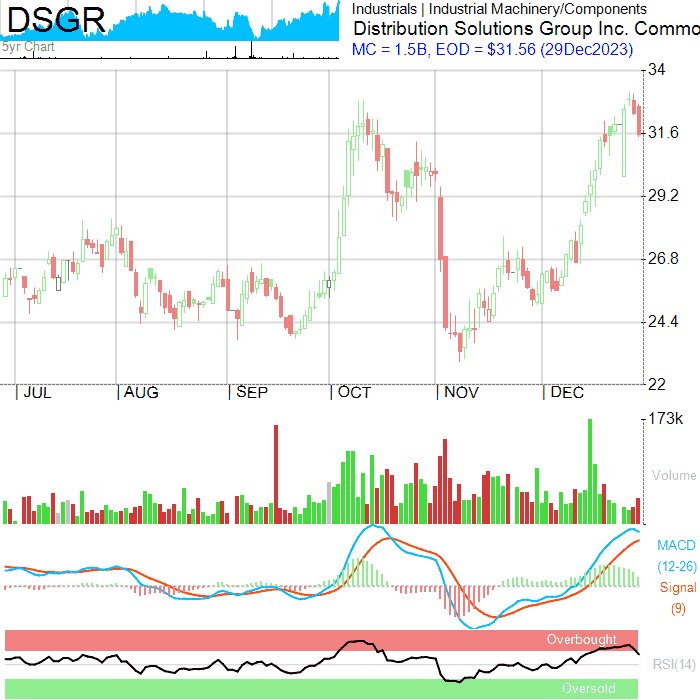 DSGR
5yr Chart
Industrials | Industrial Machinery/Components
Distribution Solutions Group Inc. Commo
MC = 1.5B, EOD = $31.56 (29Dec2023)
34
31.6
29.2
26.8
24.4
22
| JUL | AUG | SEP | OCT | NOV | DEC
173k
Volume
MACD
(12-26)
Signal
(9)
Overbought
RSI(14)
Oversold